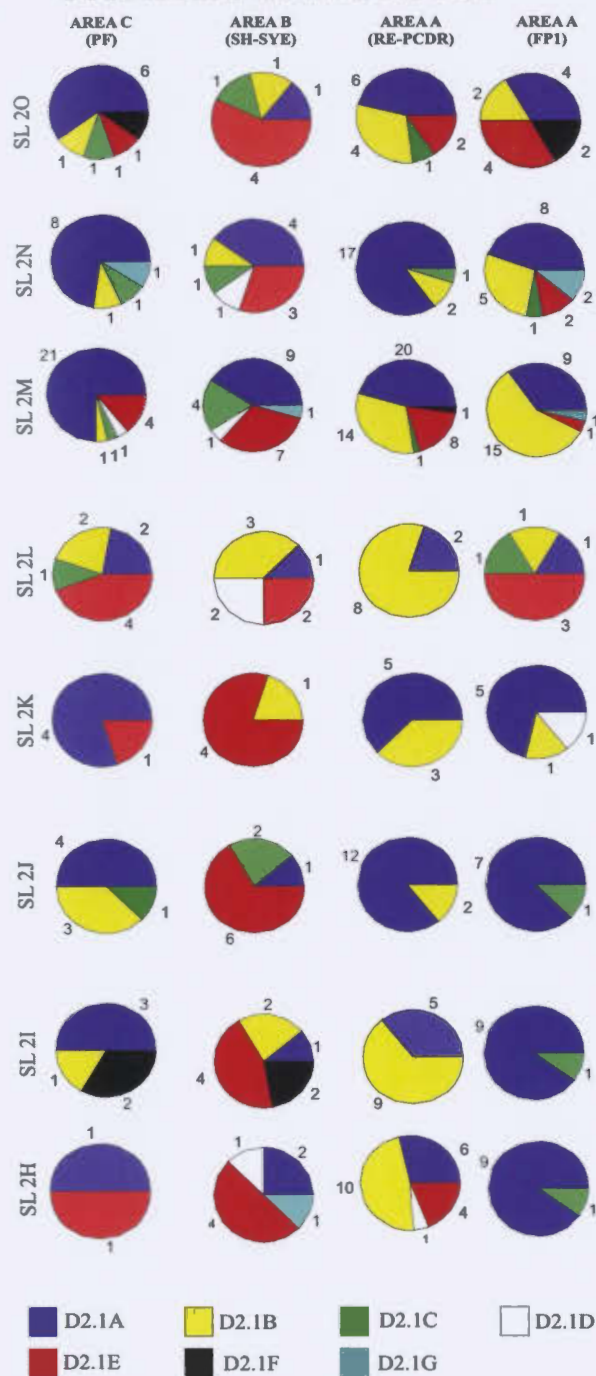 AREA C AREA B AREA A AREA A
(PF) (SH-SYE) (RE-PCDR) (FP1)
SL 2O
6 1 1 1 1
1 1 1 4
6 4 1 2
4 2 4 2
SL 2N
8 1 1 1
4 1 1 3
17 1 2
8 5 1 2 2
SL 2M
21 4 1 1 1
9 4 1 7 1
20 14 1 8 1
9 15 1 1
SL 2L
2 2 1 4
3 1 2 2
2 8
1 1 1 3
SL 2K
4 1
1 4
5 3
5 1 1
SL 2J
4 3 1
2 1 6
12 2
7 1
SL 2I
3 1 2
2 1 4 2
5 9
9 1
SL 2H
1 1
1 2 4 1
6 10 1 4
9 1
D2.1A D2.1B D2.1C D2.1D
D2.1E D2.1F D2.1G